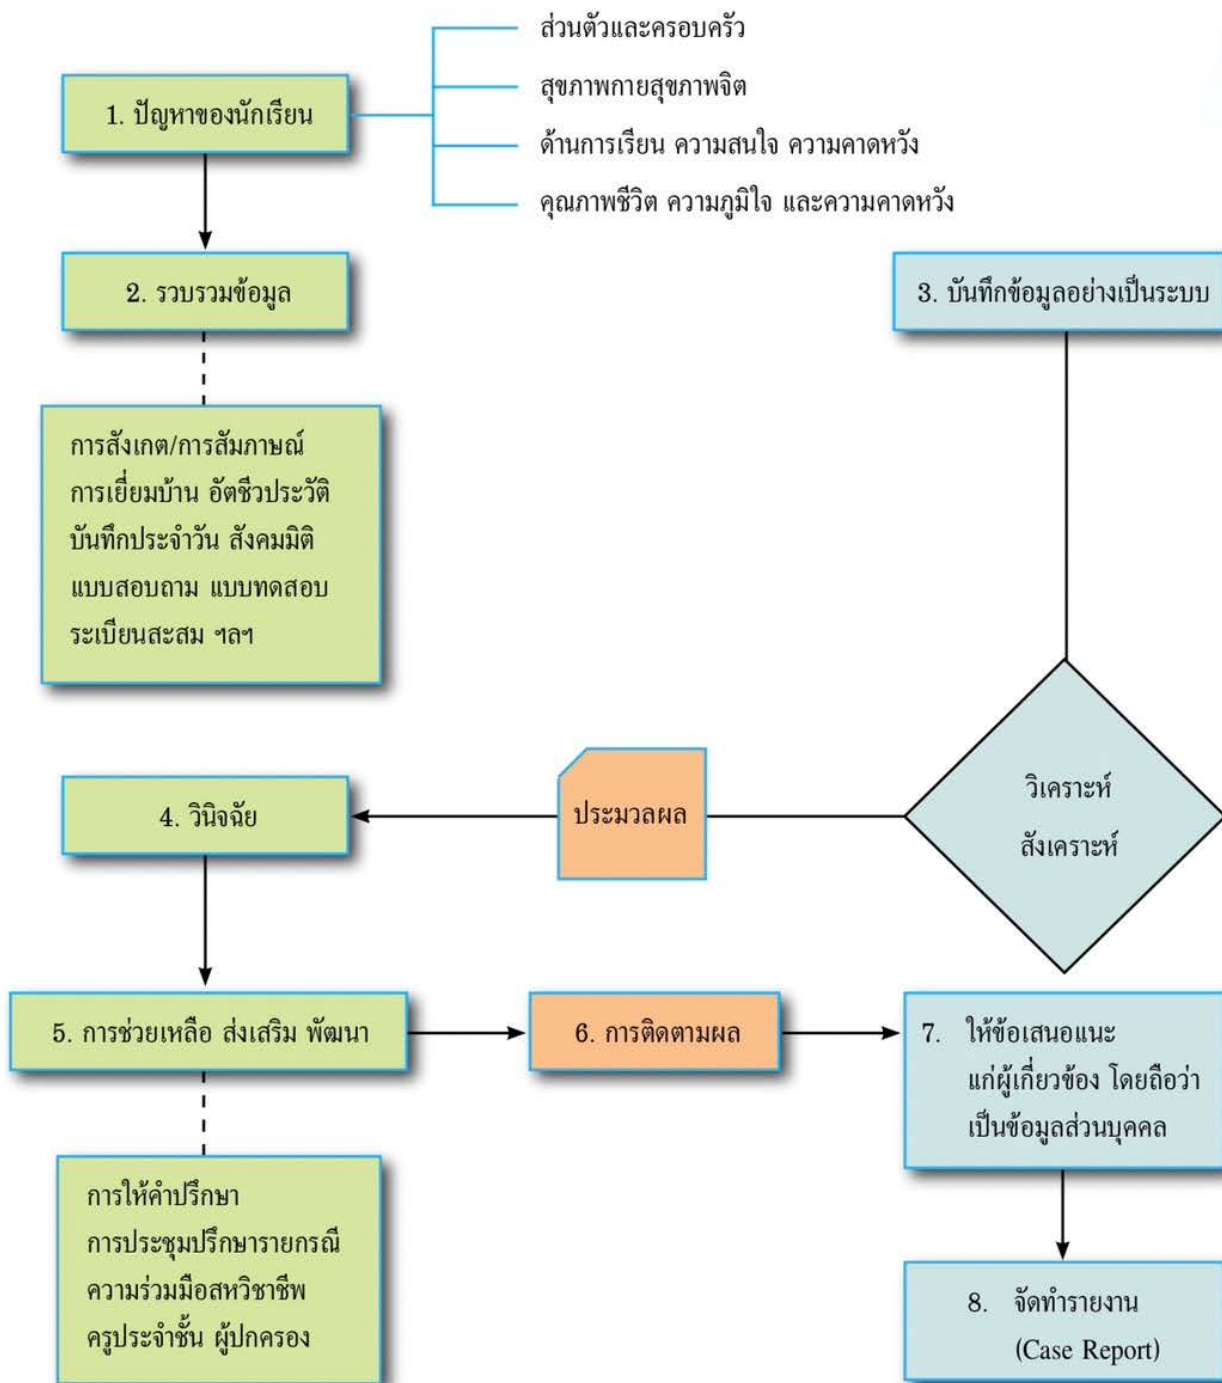 ส่วนตัวและครอบครัว
สุขภาพกายสุขภาพจิต
1. ปัญหาของนักเรียน
ด้านการเรียน ความสนใจ ความคาดหวัง
คุณภาพชีวิต ความภูมิใจ และความคาดหวัง
2. รวบรวมข้อมูล
3. บันทึกข้อมูลอย่างเป็นระบบ
การสังเกต/การสัมภาษณ์
การเยี่ยมบ้าน อัตชีวประวัติ
บันทึกประจำวัน สังคมมิติ
แบบสอบถาม แบบทดสอบ
ระเบียนสะสม ฯลฯ
วิเคราะห์
สังเคราะห์
ประมวลผล
4. วินิจฉัย
5. การช่วยเหลือ ส่งเสริม พัฒนา
6. การติดตามผล
7. ให้ข้อเสนอแนะ
แก่ผู้เกี่ยวข้อง โดยถือว่า
เป็นข้อมูลส่วนบุคคล
การให้คำปรึกษา
การประชุมปรึกษารายกรณี
ความร่วมมือสหวิชาชีพ
ครูประจำชั้น ผู้ปกครอง
8. จัดทำรายงาน
(Case Report)